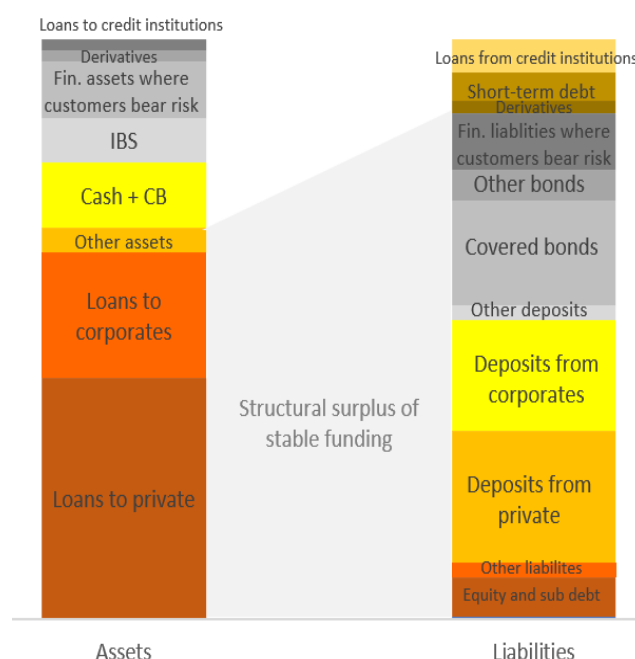 Loans to credit institutions
Derivatives
Fin. assets where
customers bear risk
IBS
Cash + CB
Other assets
Loans to
corporates
Loans to private
Assets
Structural surplus of
stable funding
Loans from credit institutions
Short-term debt
Derivatives
Fin. liablities where
customers bear risk
Other bonds
Covered bonds
Other deposits
Deposits from
corporates
Deposits from
private
Other liabilites
Equity and sub debt
Liabilities